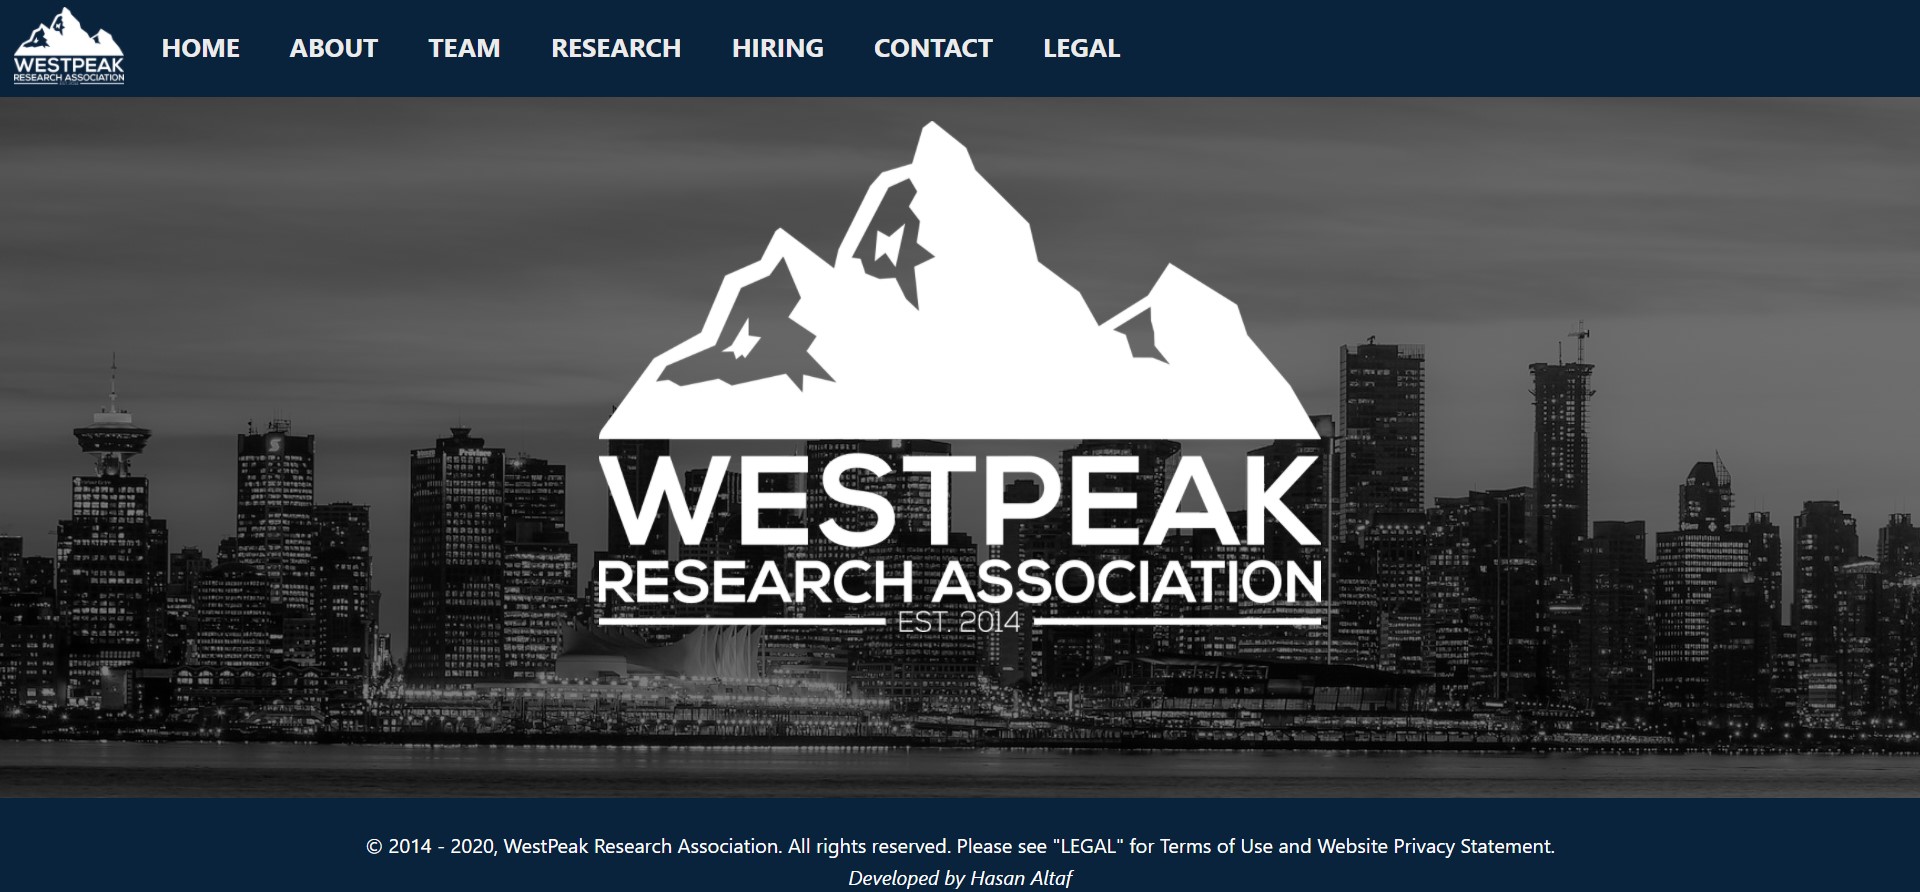 WESTPEAK
RESEARCH ASSOCIATION
HOME ABOUT TEAM RESEARCH HIRING CONTACT LEGAL
WESTPEAK
RESEARCH ASSOCIATION
EST. 2014
© 2014 - 2020, WestPeak Research Association. All rights reserved. Please see "LEGAL" for Terms of Use and Website Privacy Statement.
Developed by Hasan Altaf